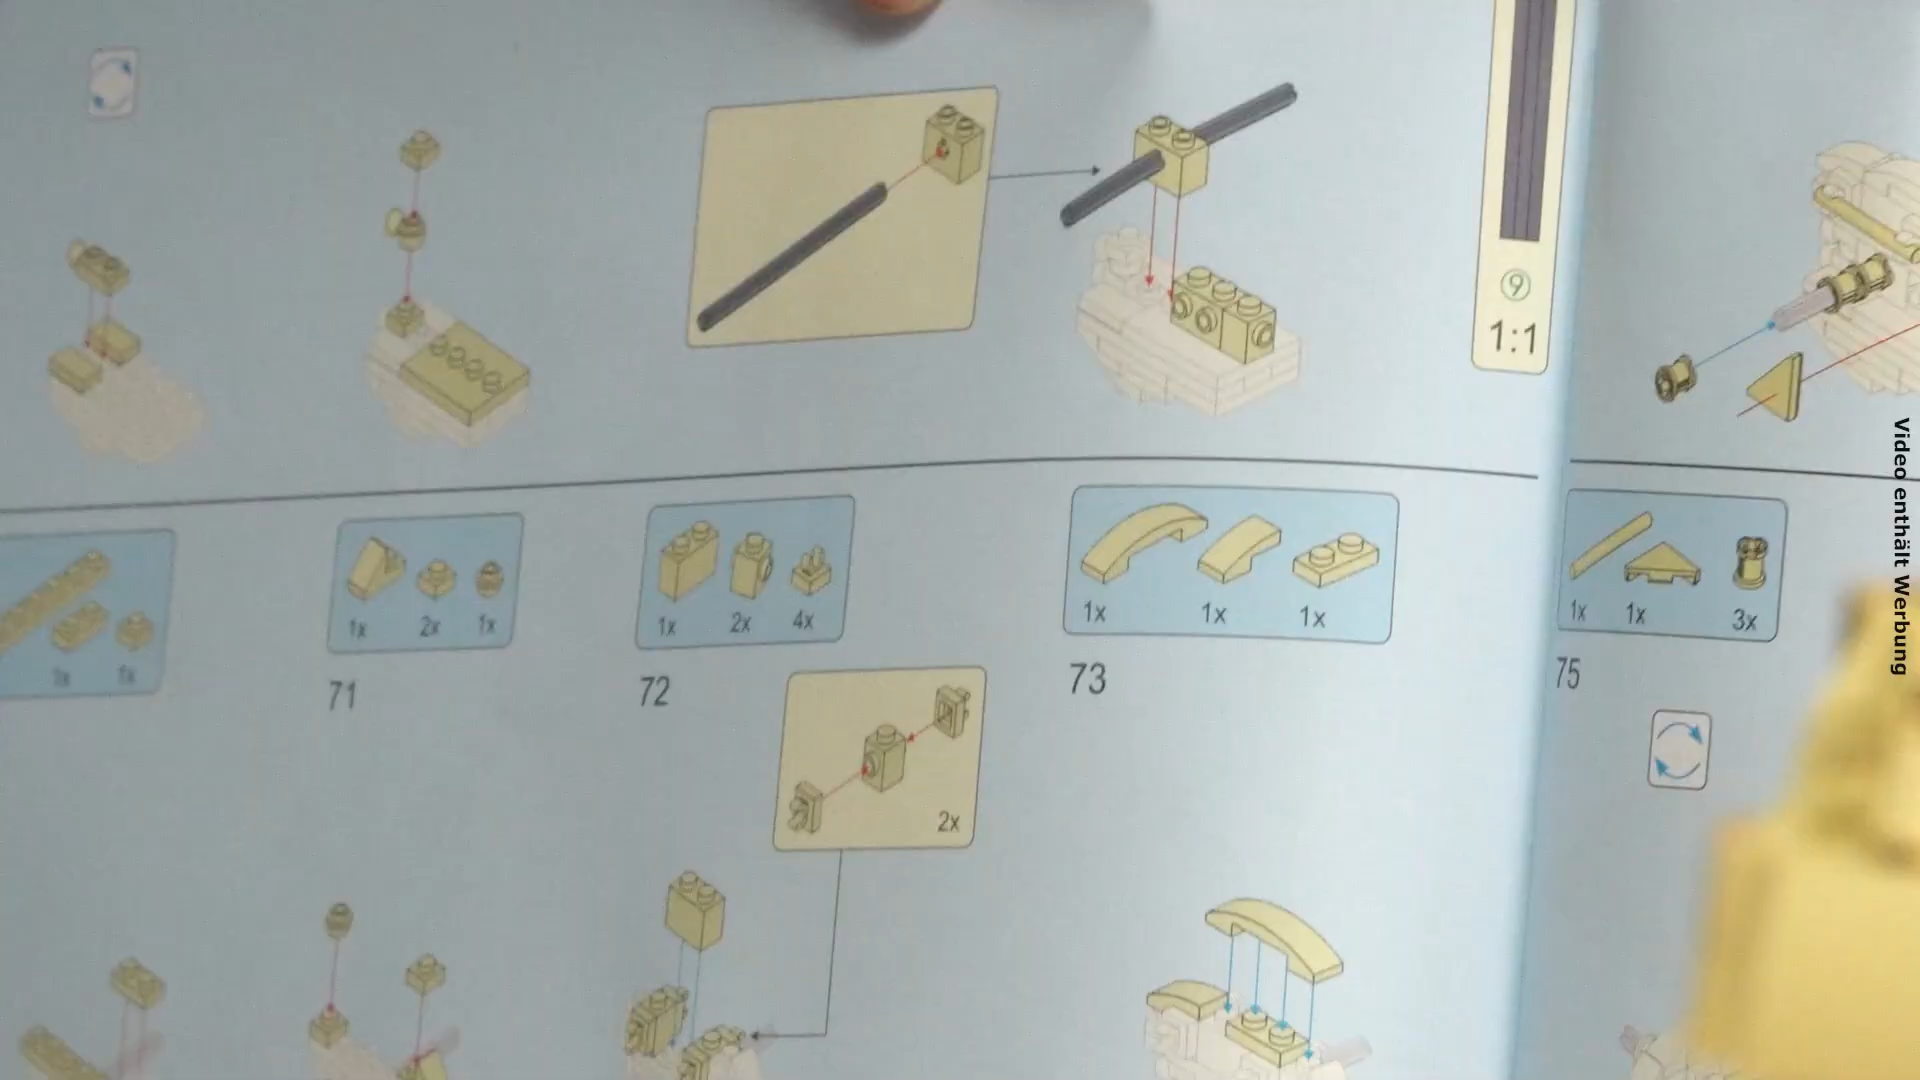 9
1:1
1x 1x
1x 2x 1x
71
1x 2x 4x
72
2x
1x 1x 1x
73
1x 1x 3x
75
Video enthält Werbung